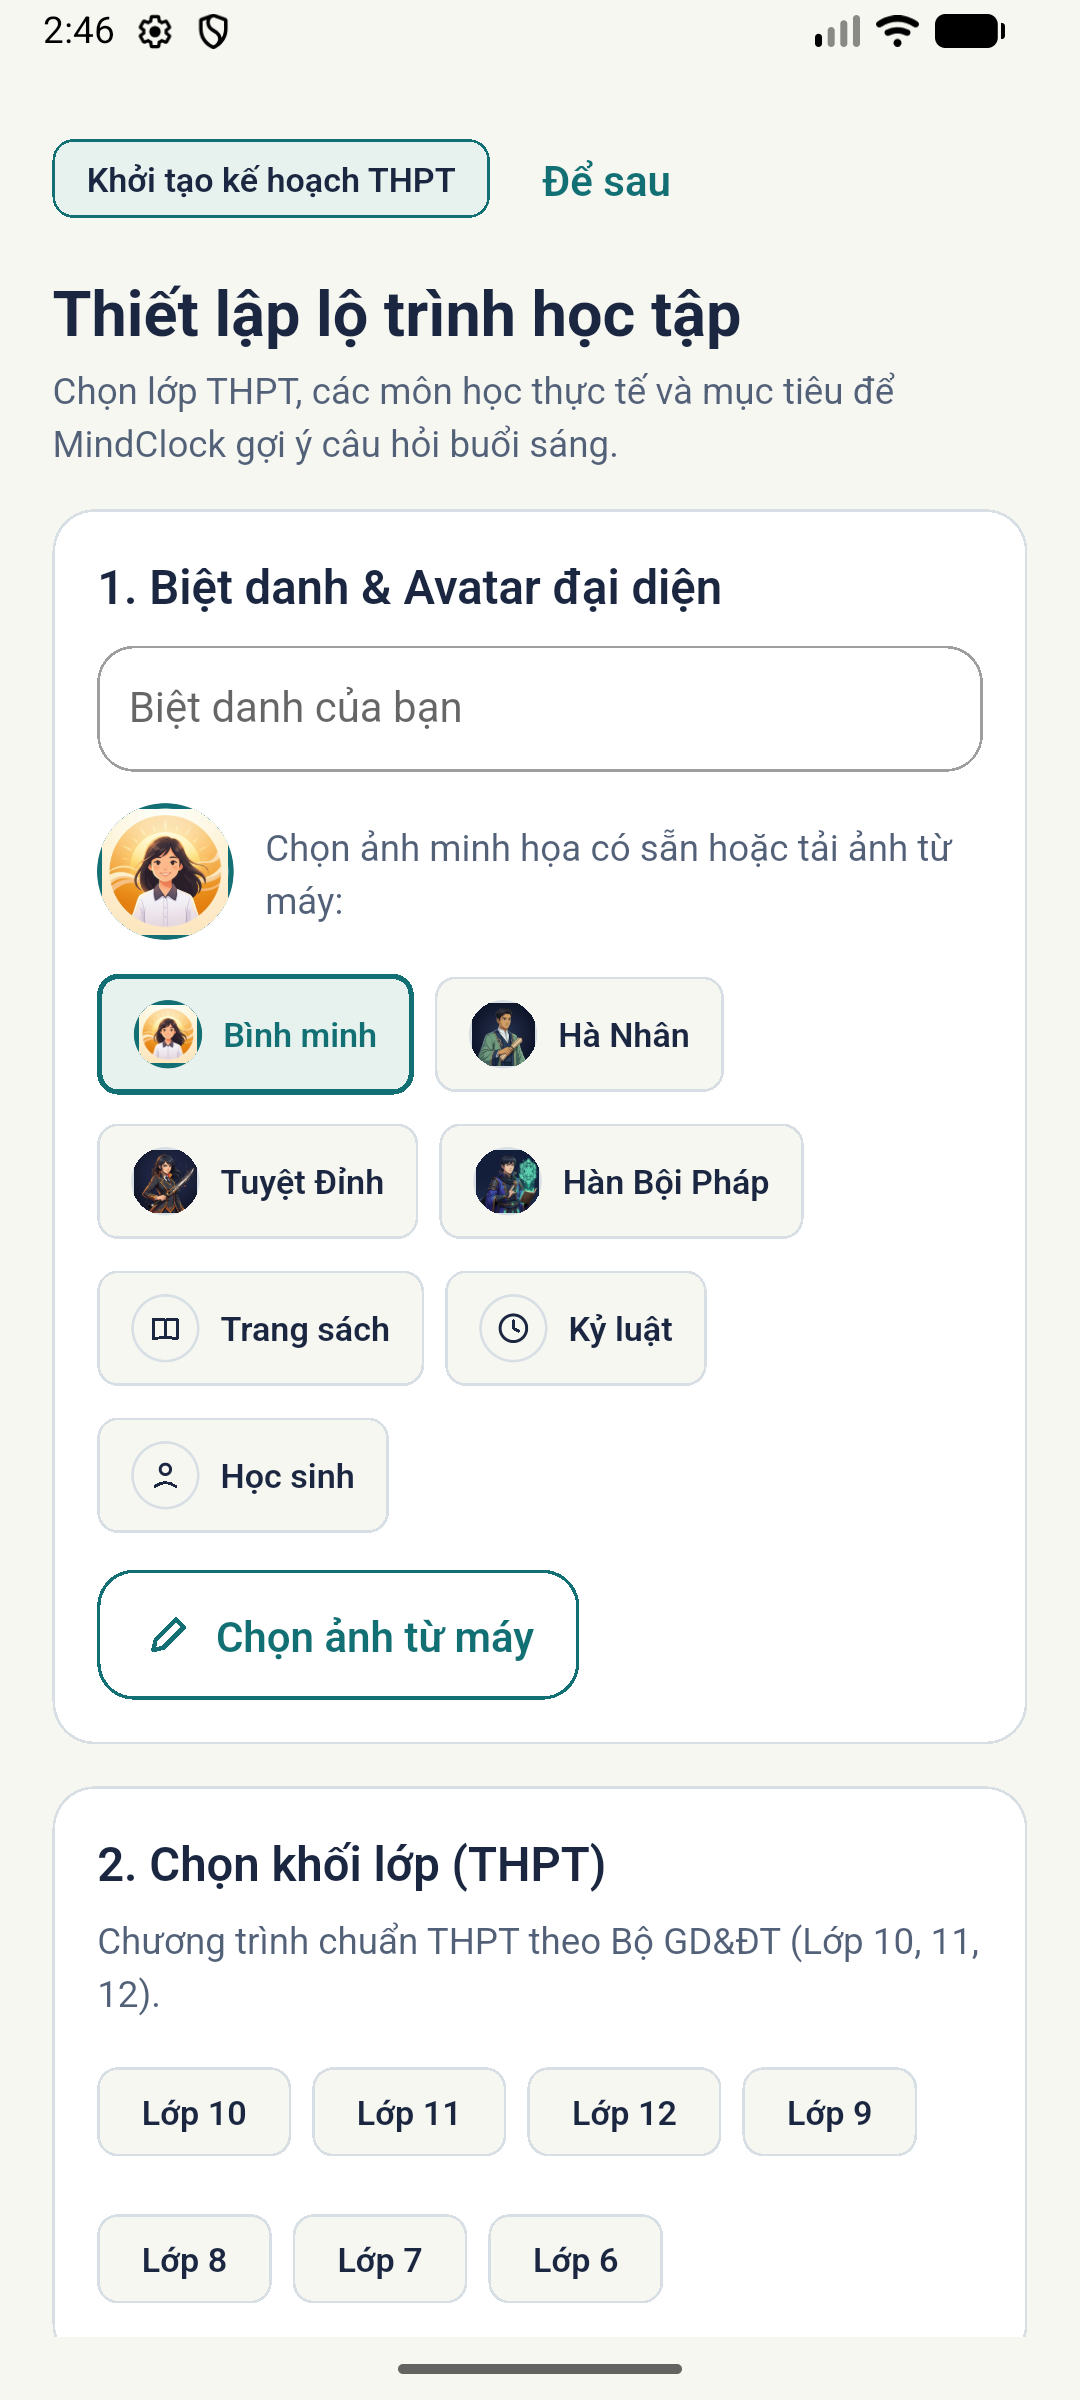 2:46
Khởi tạo kế hoạch THPT
Để sau
Thiết lập lộ trình học tập
Chọn lớp THPT, các môn học thực tế và mục tiêu để
MindClock gợi ý câu hỏi buổi sáng.
1. Biệt danh & Avatar đại diện
Biệt danh của bạn
Chọn ảnh minh họa có sẵn hoặc tải ảnh từ
máy:
Bình minh
Hà Nhân
Tuyệt Đỉnh
Hàn Bội Pháp
Trang sách
Kỷ luật
Học sinh
Chọn ảnh từ máy
2. Chọn khối lớp (THPT)
Chương trình chuẩn THPT theo Bộ GD&ĐT (Lớp 10, 11,
12).
Lớp 10
Lớp 11
Lớp 12
Lớp 9
Lớp 8
Lớp 7
Lớp 6